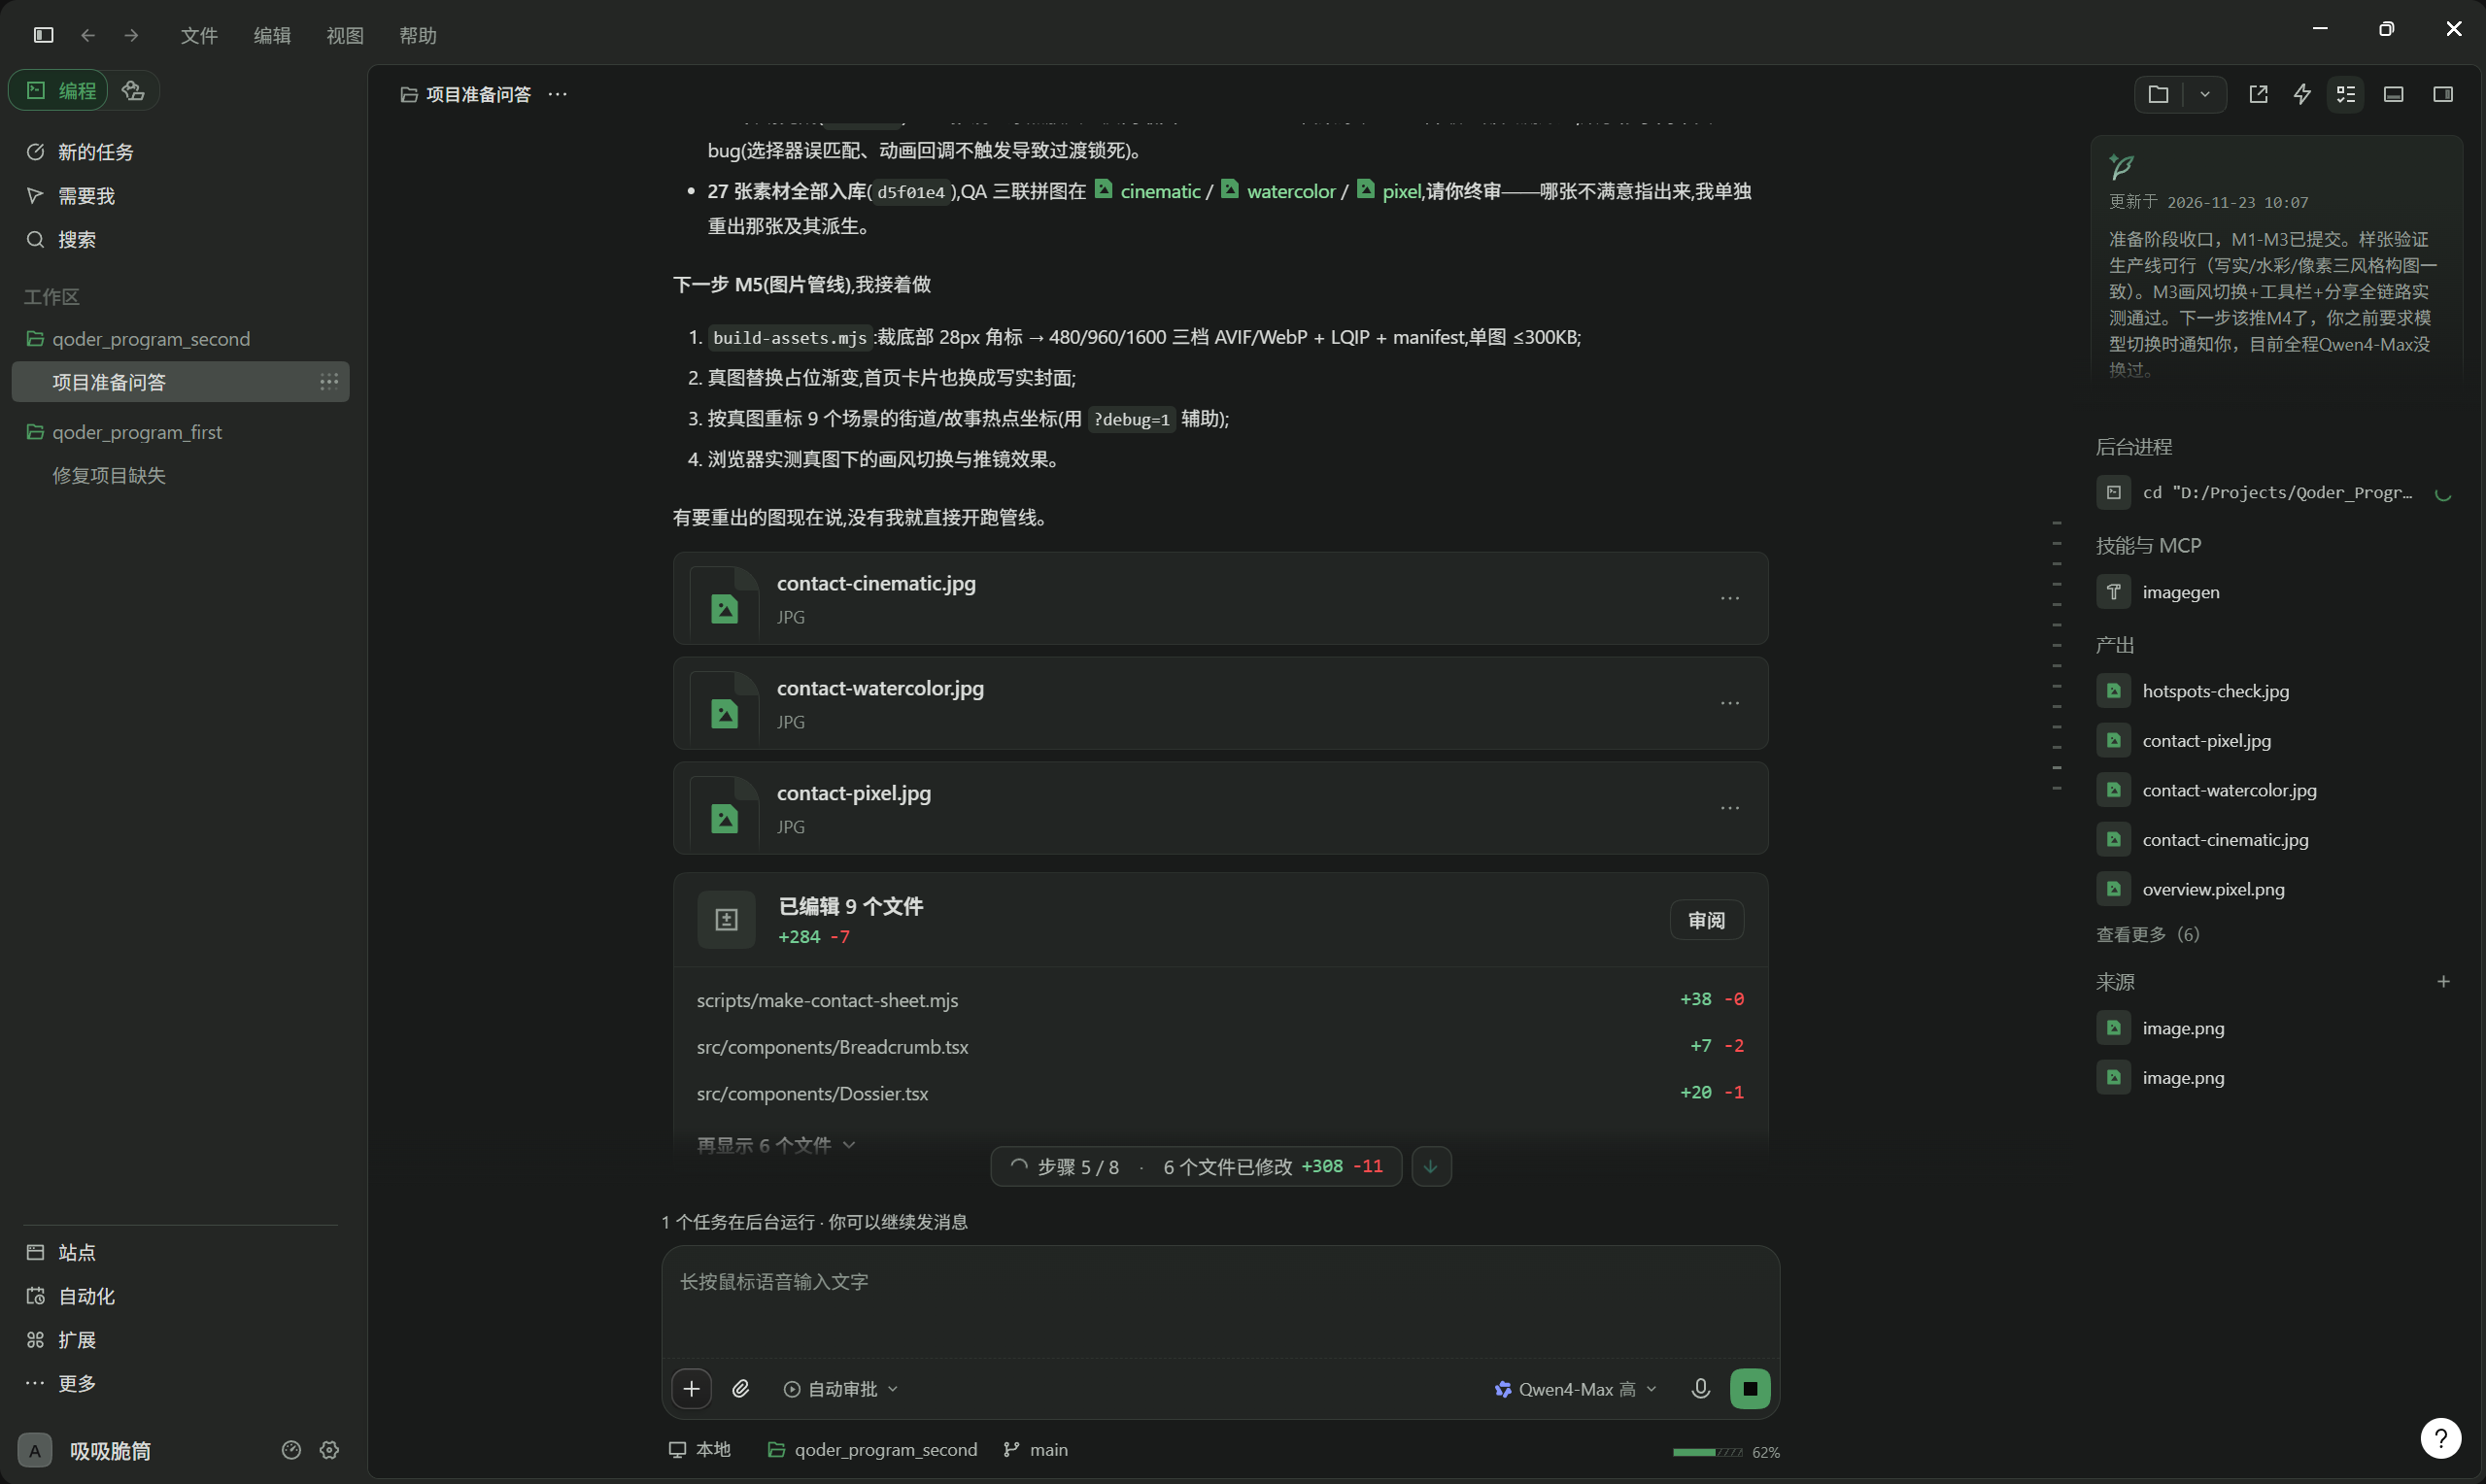 文件 编辑 视图 帮助
编程
新的任务
需要我
搜索
工作区
qoder_program_second
项目准备问答
qoder_program_first
修复项目缺失
站点
自动化
扩展
更多
A 吸吸脆筒
项目准备问答
bug(选择器误匹配、动画回调不触发导致过渡锁死)。
• 27 张素材全部入库( d5f01e4 ),QA 三联拼图在 cinematic / watercolor / pixel,请你终审——哪张不满意指出来,我单独
重出那张及其派生。
下一步 M5(图片管线),我接着做
1. build-assets.mjs :裁底部 28px 角标 → 480/960/1600 三档 AVIF/WebP + LQIP + manifest,单图 ≤300KB;
2. 真图替换占位渐变,首页卡片也换成写实封面;
3. 按真图重标 9 个场景的街道/故事热点坐标(用 ?debug=1 辅助);
4. 浏览器实测真图下的画风切换与推镜效果。
有要重出的图现在说,没有我就直接开跑管线。
contact-cinematic.jpg
JPG
contact-watercolor.jpg
JPG
contact-pixel.jpg
JPG
已编辑 9 个文件
+284 -7
审阅
scripts/make-contact-sheet.mjs +38 -0
src/components/Breadcrumb.tsx +7 -2
src/components/Dossier.tsx +20 -1
再显示 6 个文件
步骤 5 / 8 · 6 个文件已修改 +308 -11
1 个任务在后台运行 · 你可以继续发消息
长按鼠标语音输入文字
自动审批
Qwen4-Max 高
本地 qoder_program_second main
62%
更新于 2026-11-23 10:07
准备阶段收口，M1-M3已提交。样张验证
生产线可行（写实/水彩/像素三风格构图一
致）。M3画风切换+工具栏+分享全链路实
测通过。下一步该推M4了，你之前要求模
型切换时通知你，目前全程Qwen4-Max没
换过。
后台进程
cd "D:/Projects/Qoder_Progr...
技能与 MCP
imagegen
产出
hotspots-check.jpg
contact-pixel.jpg
contact-watercolor.jpg
contact-cinematic.jpg
overview.pixel.png
查看更多（6）
来源 +
image.png
image.png
?